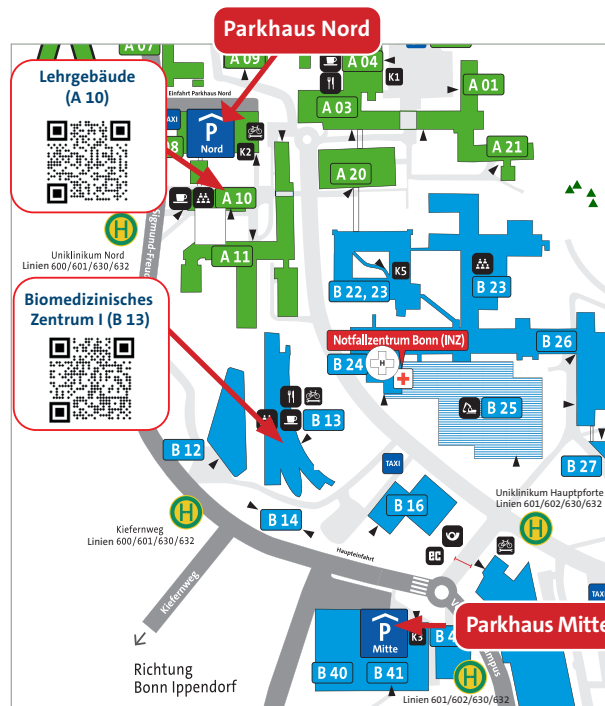 Parkhaus Nord
A 07
A 09
A 04
K1
A 01
Lehrgebäude
(A 10)
Einfahrt Parkhaus Nord
TAXI
P
Nord
K2
A 03
A 21
A 20
A 10
H
Uniklinikum Nord
Linien 600/601/630/632
A 11
K5
B 22, 23
B 23
Biomedizinisches
Zentrum I (B 13)
Notfallzentrum Bonn (INZ)
H
B 24
B 26
B 25
B 13
B 12
B 27
TAXI
B 16
Uniklinikum Hauptpforte
Linien 601/602/630/632
H
H
B 14
Kiefernweg
Linien 600/601/630/632
Haupteinfahrt
ec
Kiefernweg
TAXI
P
Mitte
K3
Parkhaus Mitte
B 40
B 41
H
Richtung
Bonn Ippendorf
Linien 601/602/630/632